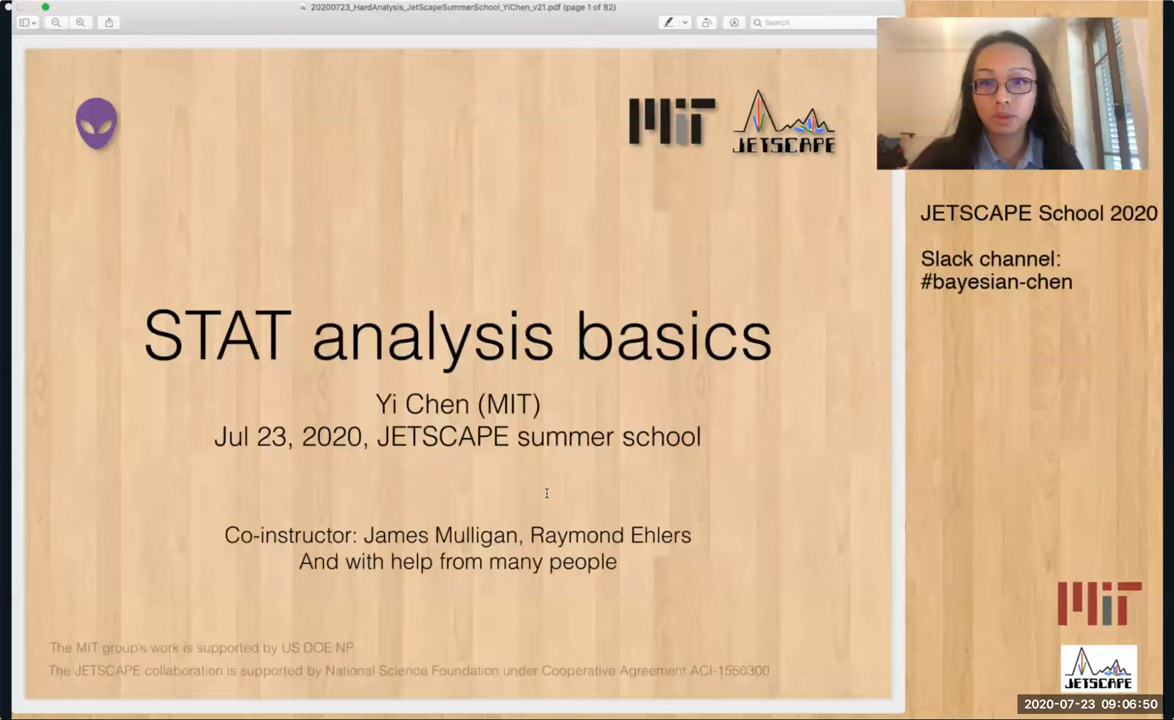 20200723_HardAnalysis_JetScapeSummerSchool_YiChen_v21.pdf (page 1 of 82)
Search
MIT
JETSCAPE
STAT analysis basics
Yi Chen (MIT)
Jul 23, 2020, JETSCAPE summer school
Co-instructor: James Mulligan, Raymond Ehlers
And with help from many people
The MIT group's work is supported by US DOE NP
The JETSCAPE collaboration is supported by National Science Foundation under Cooperative Agreement ACI-1550300
JETSCAPE School 2020
Slack channel:
#bayesian-chen
MIT
JETSCAPE
2020-07-23 09:06:50